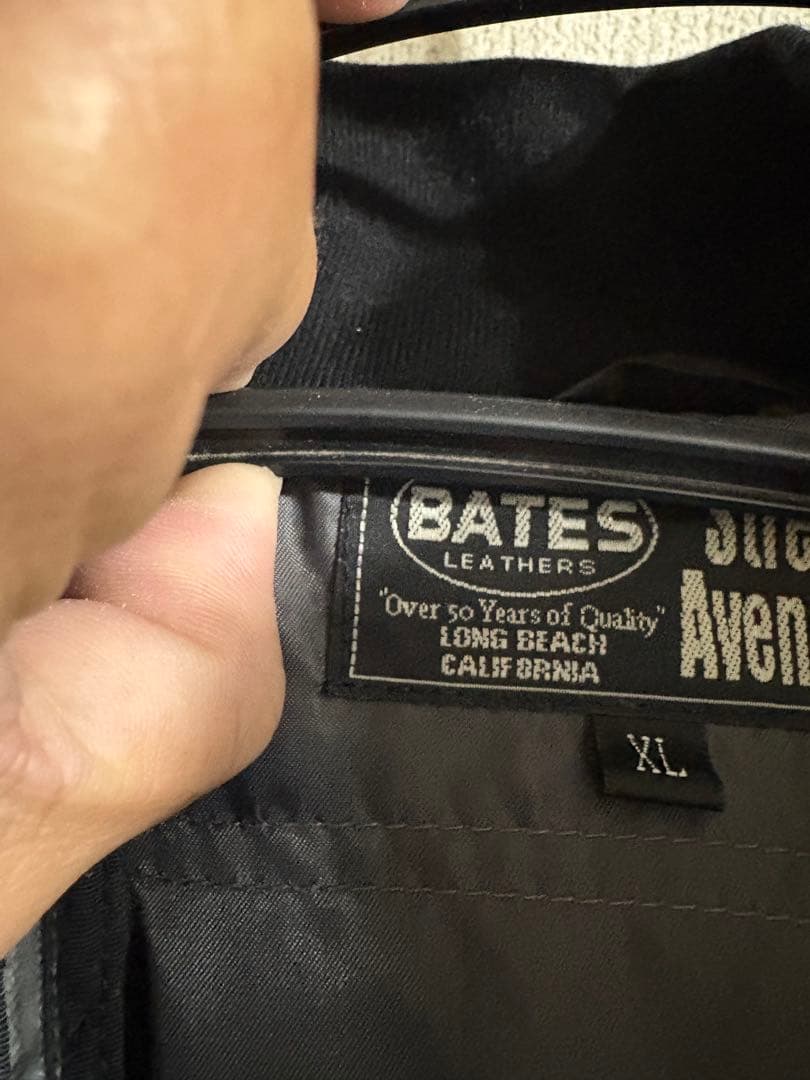 BATES
LEATHERS
"Over 50 Years of Quality"
LONG BEACH
CALIFORNIA
XL